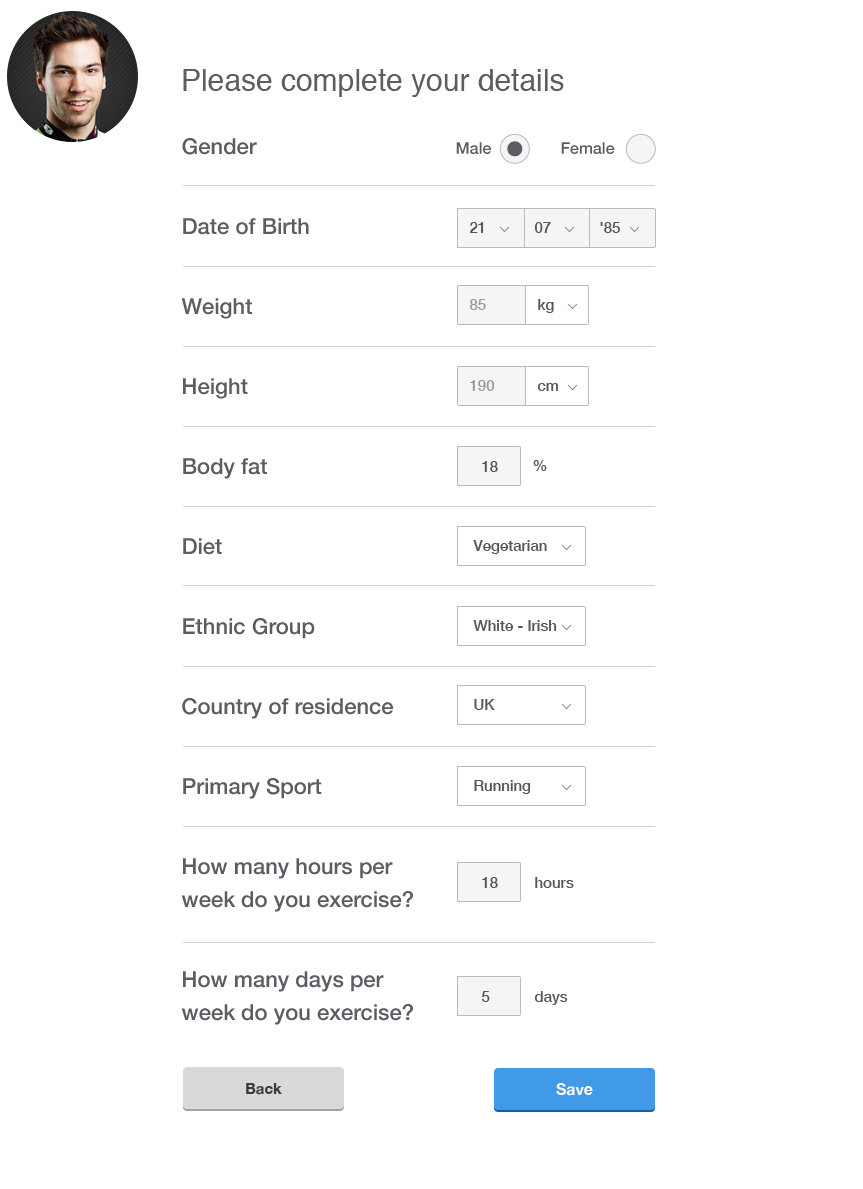 Please complete your details
Gender Male Female
Date of Birth 21 07 '85
Weight 85 kg
Height 190 cm
Body fat 18 %
Diet Vegetarian
Ethnic Group White - Irish
Country of residence UK
Primary Sport Running
How many hours per
week do you exercise? 18 hours
How many days per
week do you exercise? 5 days
Back Save